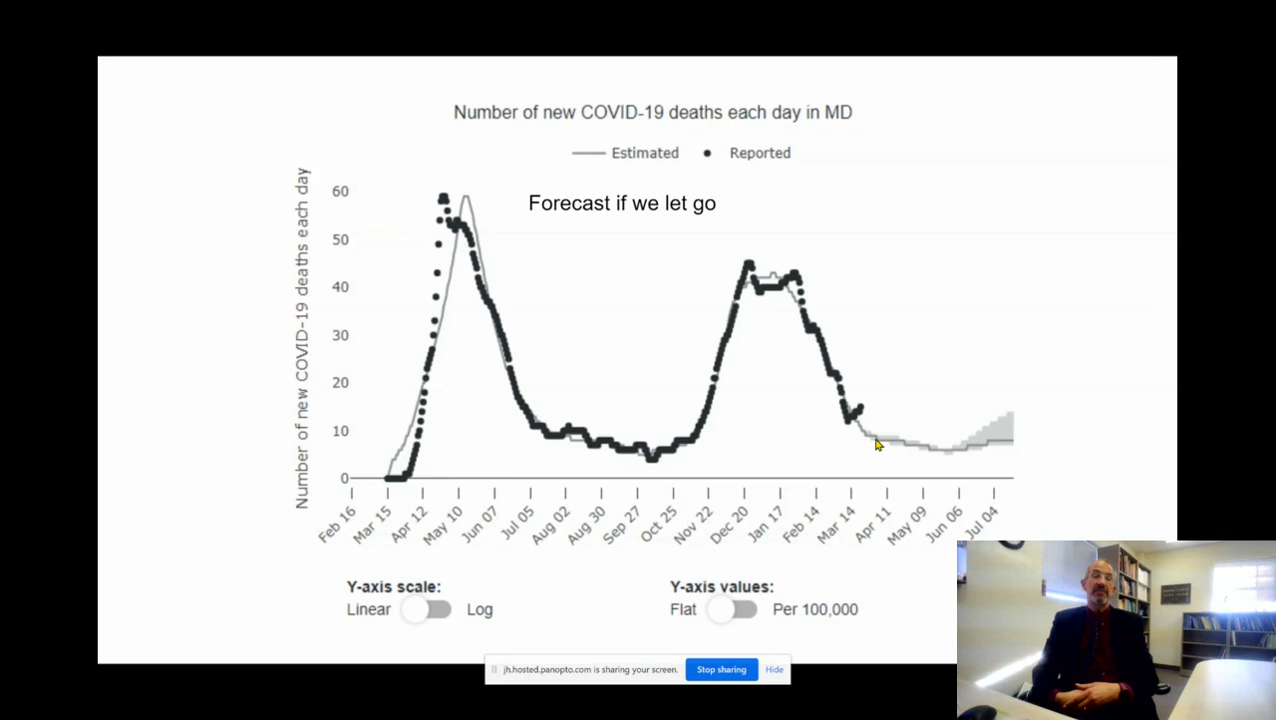 Number of new COVID-19 deaths each day in MD
Estimated Reported
Forecast if we let go
Number of new COVID-19 deaths each day
60
50
40
30
20
10
0
Feb 16 Mar 15 Apr 12 May 10 Jun 07 Jul 05 Aug 02 Aug 30 Sep 27 Oct 25 Nov 22 Dec 20 Jan 17 Feb 14 Mar 14 Apr 11 May 09 Jun 06 Jul 04
Y-axis scale: Y-axis values:
Linear Log Flat Per 100,000
jh.hosted.panopto.com is sharing your screen. Stop sharing Hide